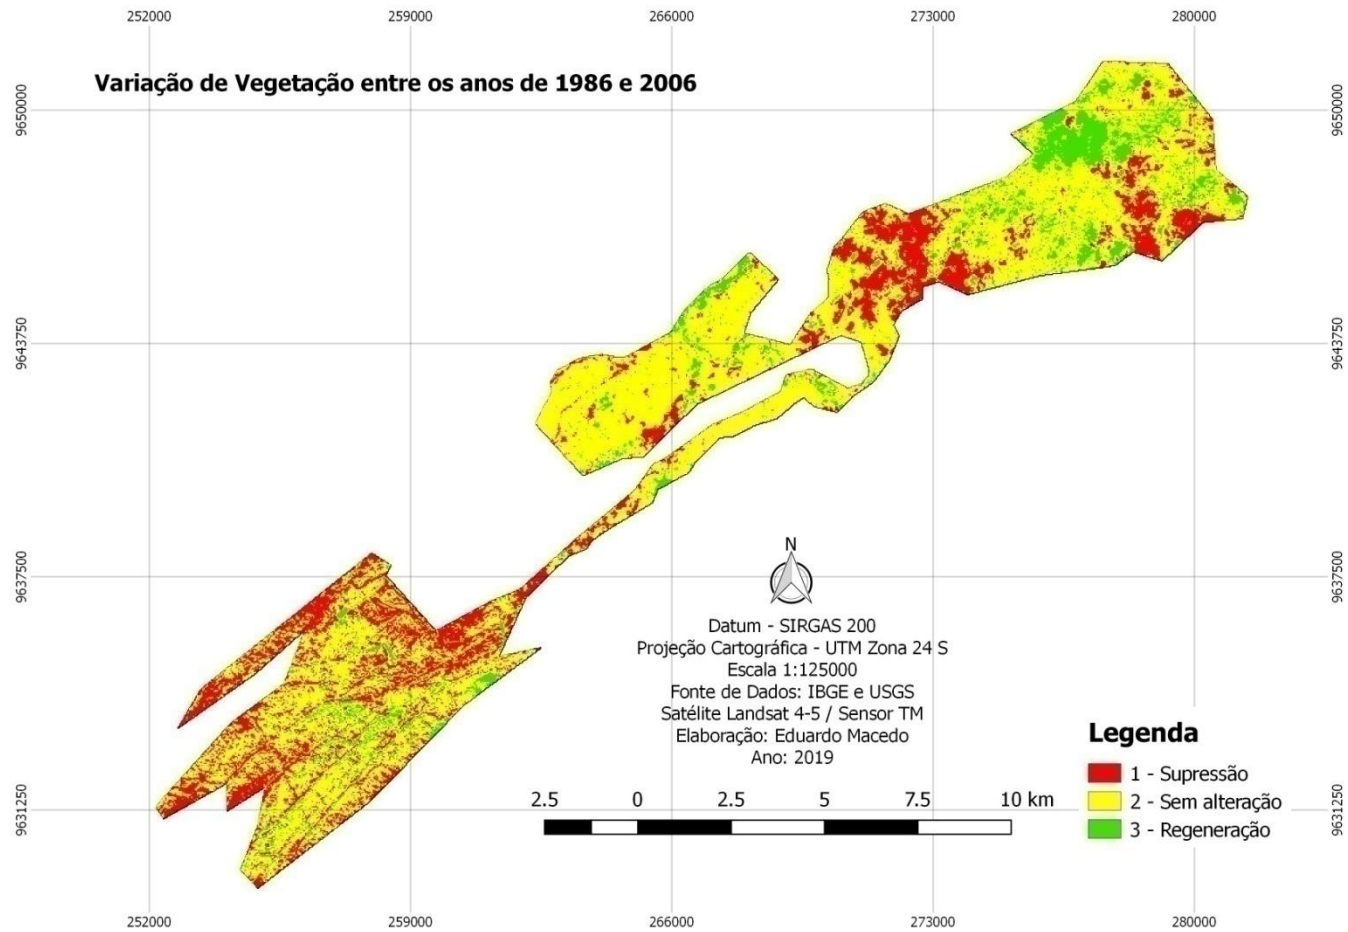 252000 259000 266000 273000 280000
Variação de Vegetação entre os anos de 1986 e 2006
9650000 9650000
9643750 9643750
9637500 9637500
N
Datum - SIRGAS 200
Projeção Cartográfica - UTM Zona 24 S
Escala 1:125000
Fonte de Dados: IBGE e USGS
Satélite Landsat 4-5 / Sensor TM
Elaboração: Eduardo Macedo
Ano: 2019
Legenda
1 - Supressão
2 - Sem alteração
3 - Regeneração
2.5 0 2.5 5 7.5 10 km
9631250 9631250
252000 259000 266000 273000 280000